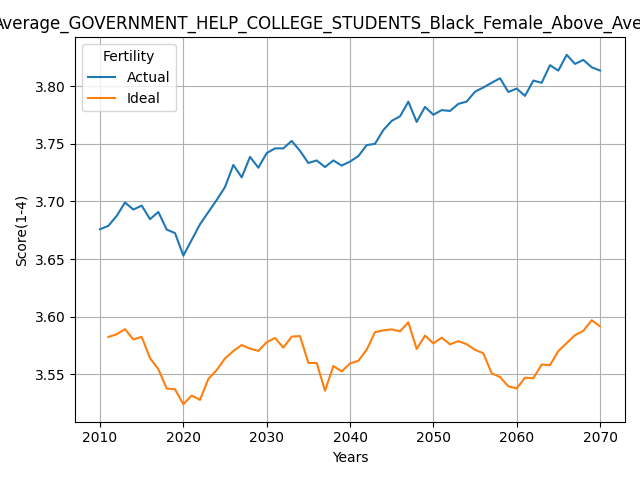 Average_GOVERNMENT_HELP_COLLEGE_STUDENTS_Black_Female_Above_Ave
Fertility
Actual
Ideal
Score(1-4)
3.80
3.75
3.70
3.65
3.60
3.55
2010 2020 2030 2040 2050 2060 2070
Years